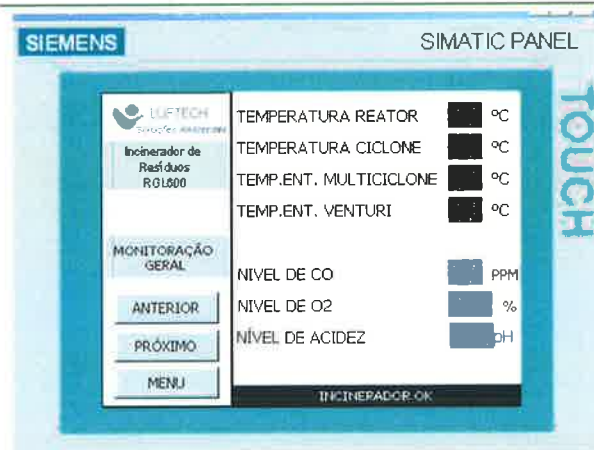 SIEMENS
SIMATIC PANEL
TOUCH
LUFTECH
Incinerador de
Resíduos
RGL600
MONITORAÇÃO
GERAL
ANTERIOR
PRÓXIMO
MENU
TEMPERATURA REATOR ºC
TEMPERATURA CICLONE ºC
TEMP.ENT. MULTICICLONE ºC
TEMP.ENT. VENTURI ºC
NIVEL DE CO PPM
NIVEL DE O2 %
NÍVEL DE ACIDEZ pH
INCINERADOR OK